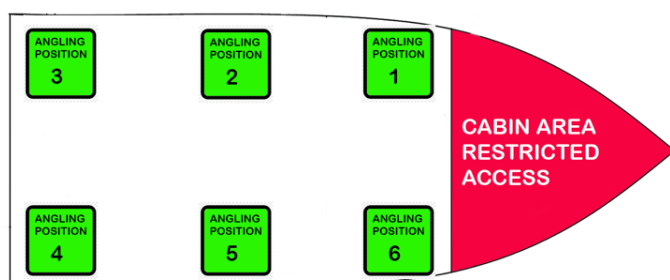 ANGLING
POSITION
3
ANGLING
POSITION
2
ANGLING
POSITION
1
CABIN AREA
RESTRICTED
ACCESS
ANGLING
POSITION
4
ANGLING
POSITION
5
ANGLING
POSITION
6